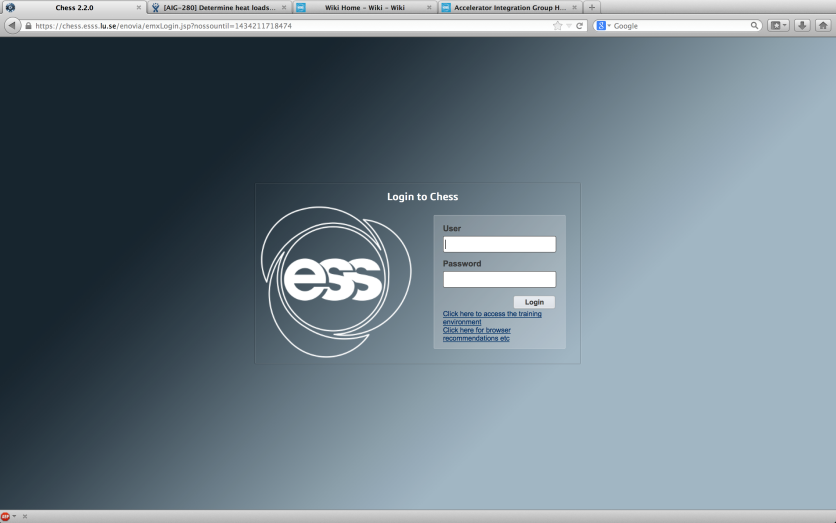 Chess 2.2.0
[AIG-280] Determine heat loads...
Wiki Home – Wiki – Wiki
Accelerator Integration Group H...
https://chess.esss.lu.se/enovia/emxLogin.jsp?nossountil=1434211718474
Google
Login to Chess
ess
User
Password
Login
Click here to access the training
environment
Click here for browser
recommendations etc